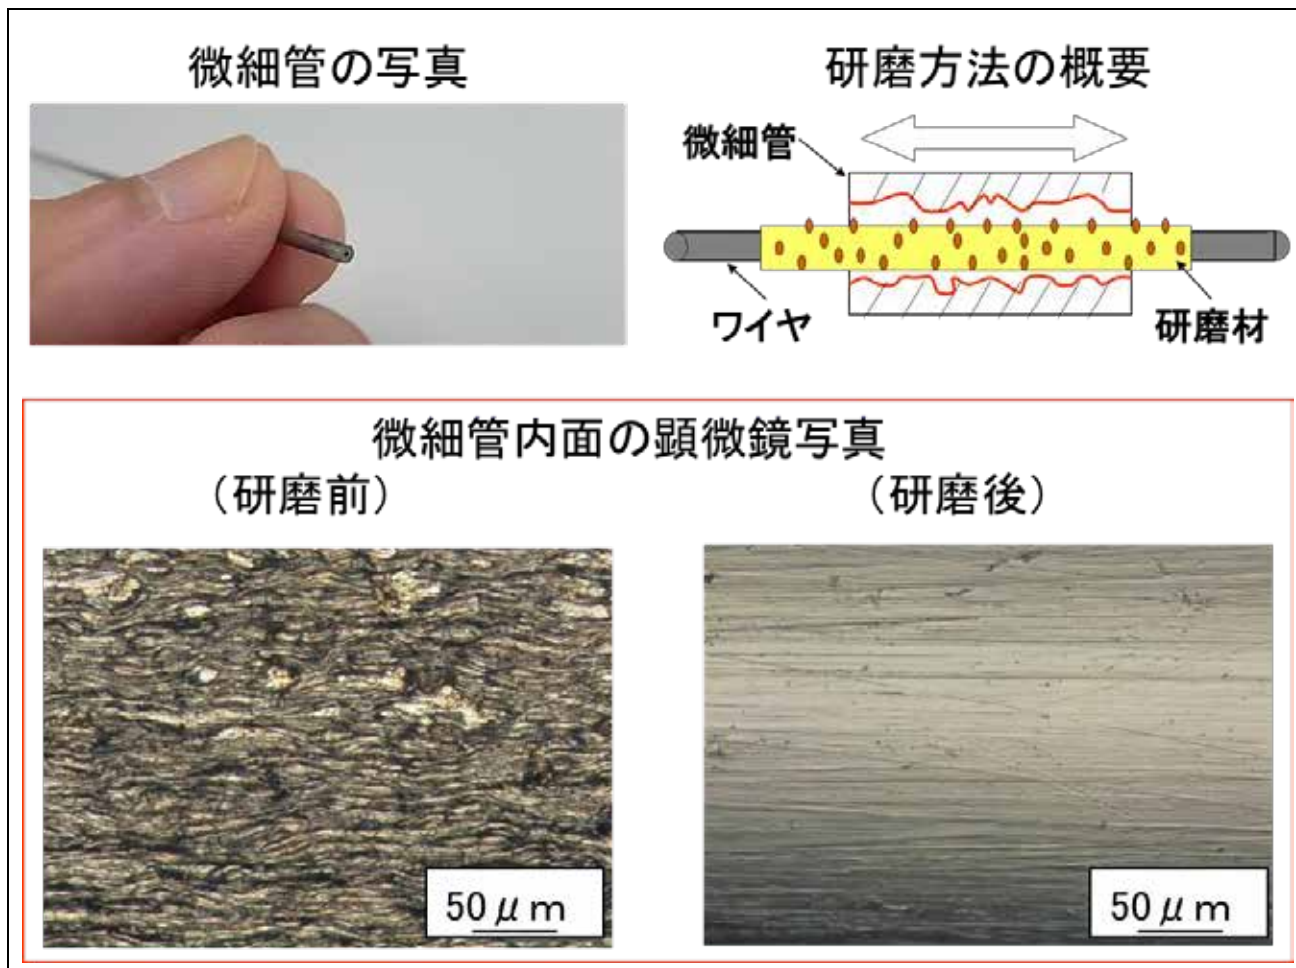 微細管の写真
研磨方法の概要
微細管
ワイヤ
研磨材
微細管内面の顕微鏡写真
（研磨前）
（研磨後）
50μm
50μm